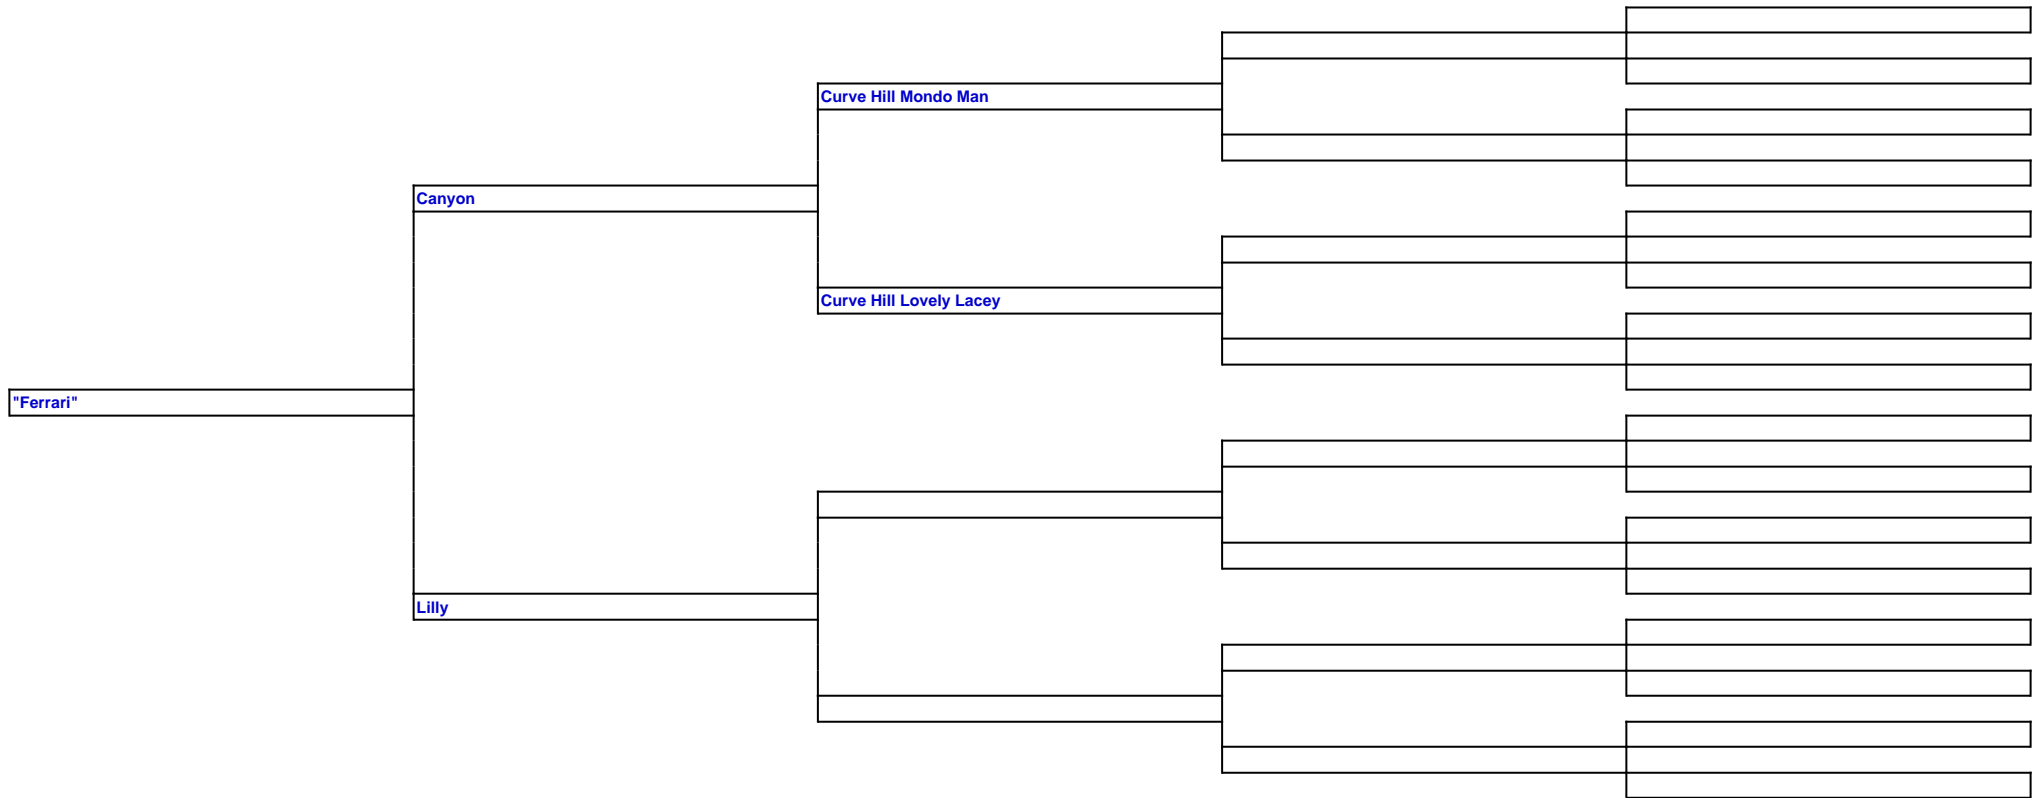 Curve Hill Mondo Man
Canyon
Curve Hill Lovely Lacey
"Ferrari"
Lilly